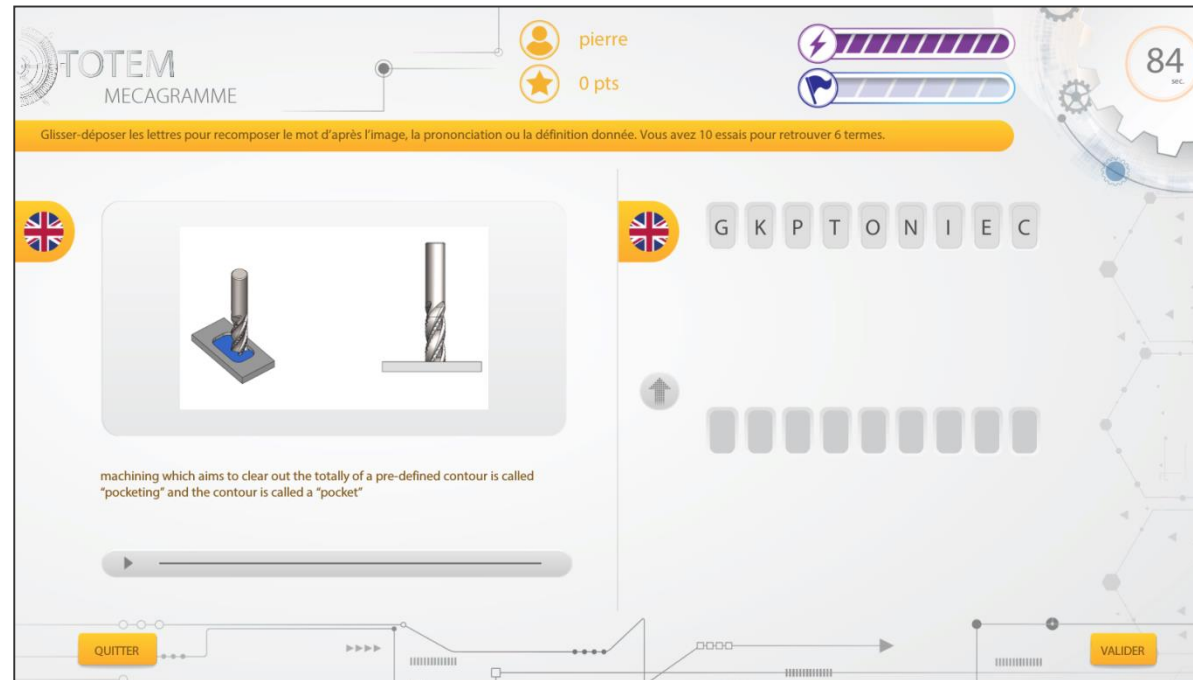 TOTEM
MECAGRAMME
pierre
0 pts
84
sec.
Glisser-déposer les lettres pour recomposer le mot d'après l'image, la prononciation ou la définition donnée. Vous avez 10 essais pour retrouver 6 termes.
G K P T O N I E C
machining which aims to clear out the totally of a pre-defined contour is called
“pocketing” and the contour is called a “pocket”
QUITTER
VALIDER